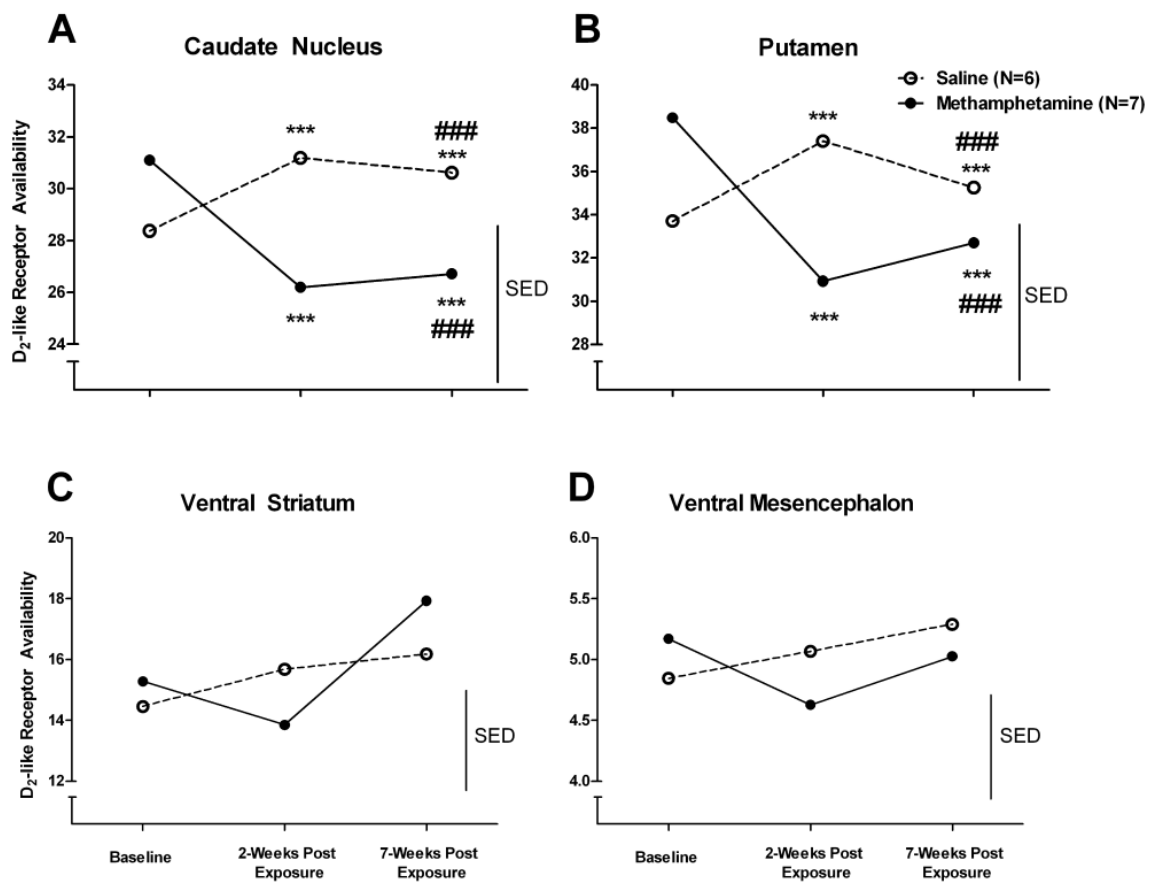 A
Caudate Nucleus
D₂-like Receptor Availability
34
32
30
28
26
24
***
###
***
***
***
###
SED
B
Putamen
Saline (N=6)
Methamphetamine (N=7)
40
38
36
34
32
30
28
***
###
***
***
***
###
SED
C
Ventral Striatum
D₂-like Receptor Availability
20
18
16
14
12
SED
Baseline
2-Weeks Post
Exposure
7-Weeks Post
Exposure
D
Ventral Mesencephalon
6.0
5.5
5.0
4.5
4.0
SED
Baseline
2-Weeks Post
Exposure
7-Weeks Post
Exposure